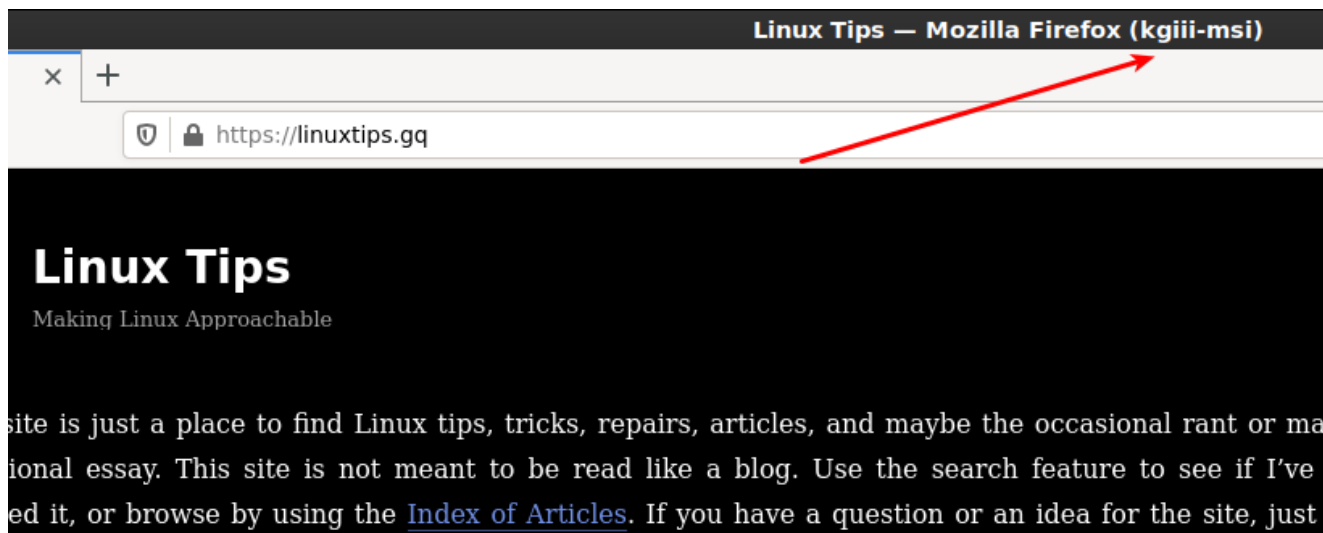 Linux Tips — Mozilla Firefox (kgiii-msi)
https://linuxtips.gq
Linux Tips
Making Linux Approachable
site is just a place to find Linux tips, tricks, repairs, articles, and maybe the occasional rant or ma
ional essay. This site is not meant to be read like a blog. Use the search feature to see if I’ve
ed it, or browse by using the Index of Articles. If you have a question or an idea for the site, just